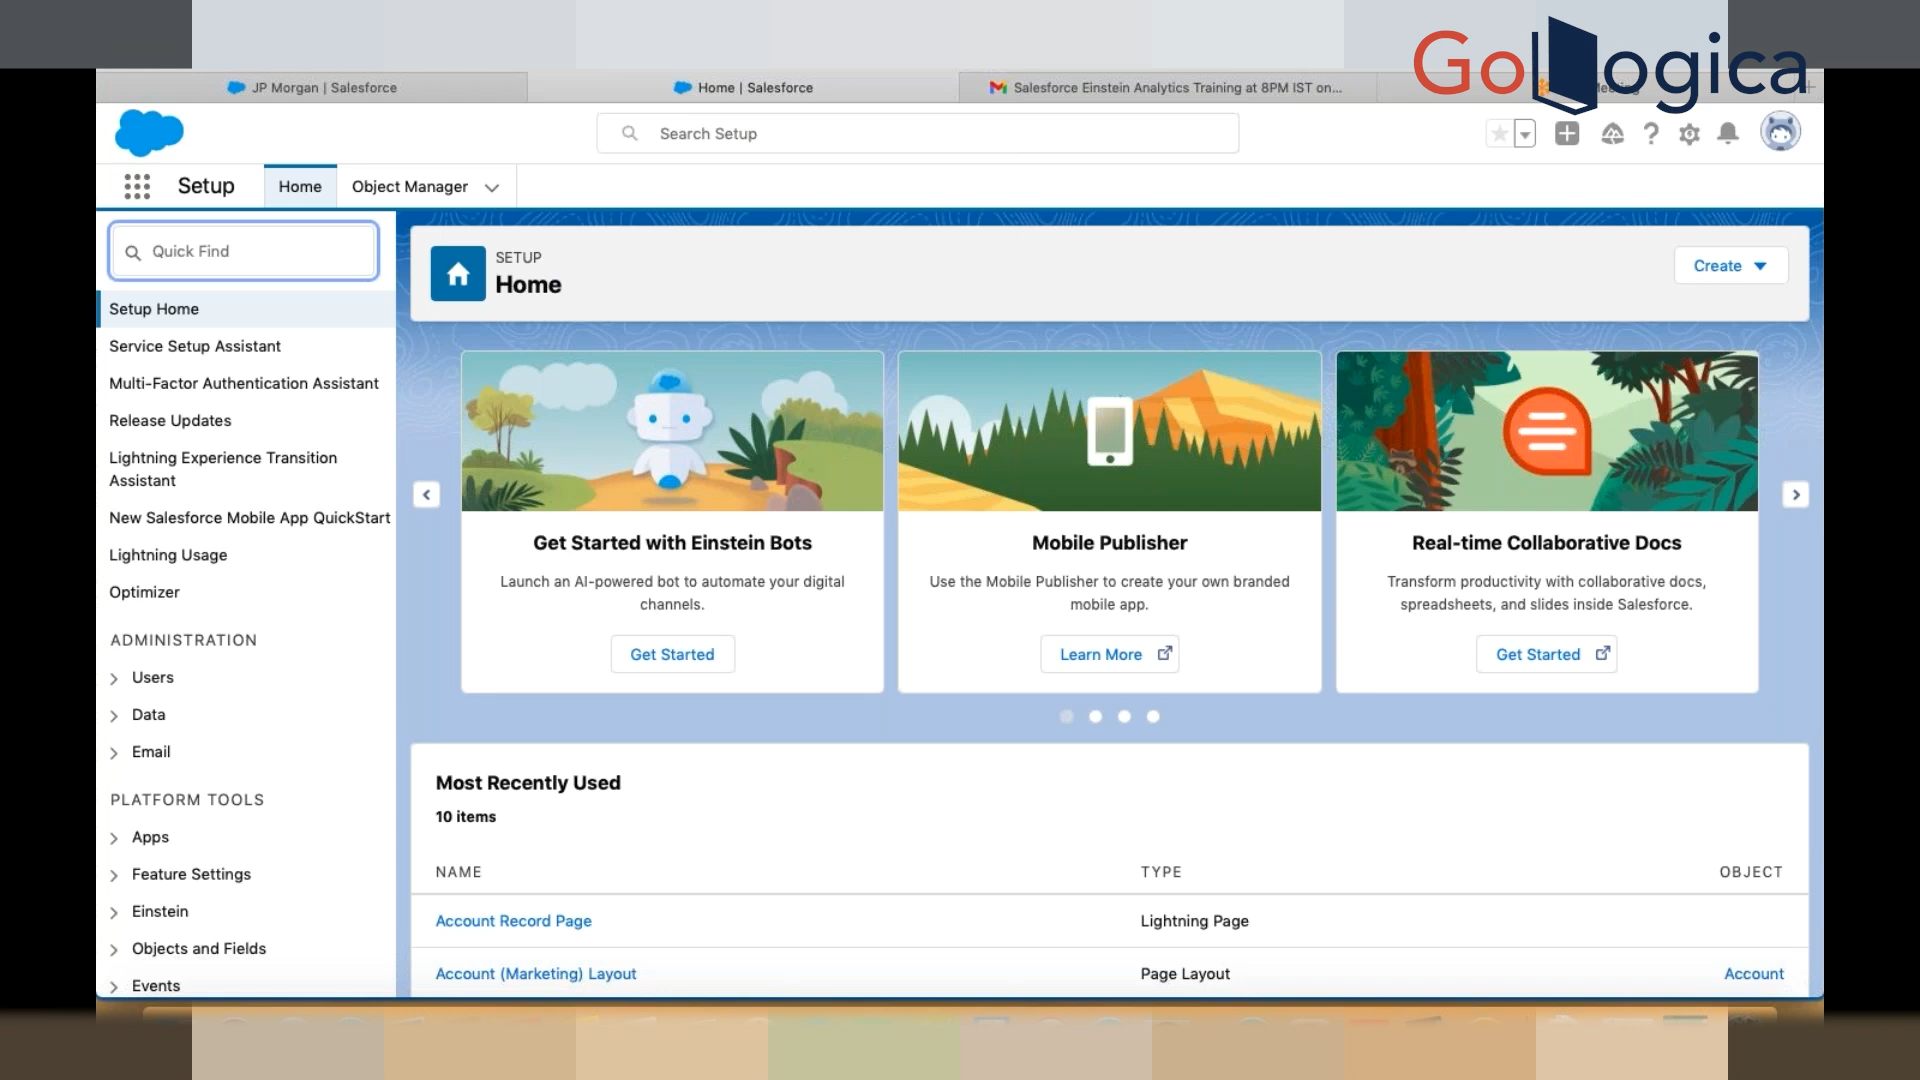 GoLogica
JP Morgan | Salesforce
Home | Salesforce
Salesforce Einstein Analytics Training at 8PM IST on...
Search Setup
Setup
Home
Object Manager
Quick Find
Setup Home
Service Setup Assistant
Multi-Factor Authentication Assistant
Release Updates
Lightning Experience Transition
Assistant
New Salesforce Mobile App QuickStart
Lightning Usage
Optimizer
ADMINISTRATION
Users
Data
Email
PLATFORM TOOLS
Apps
Feature Settings
Einstein
Objects and Fields
Events
SETUP
Home
Create
Get Started with Einstein Bots
Launch an AI-powered bot to automate your digital
channels.
Get Started
Mobile Publisher
Use the Mobile Publisher to create your own branded
mobile app.
Learn More
Real-time Collaborative Docs
Transform productivity with collaborative docs,
spreadsheets, and slides inside Salesforce.
Get Started
Most Recently Used
10 items
NAME TYPE OBJECT
Account Record Page Lightning Page
Account (Marketing) Layout Page Layout Account